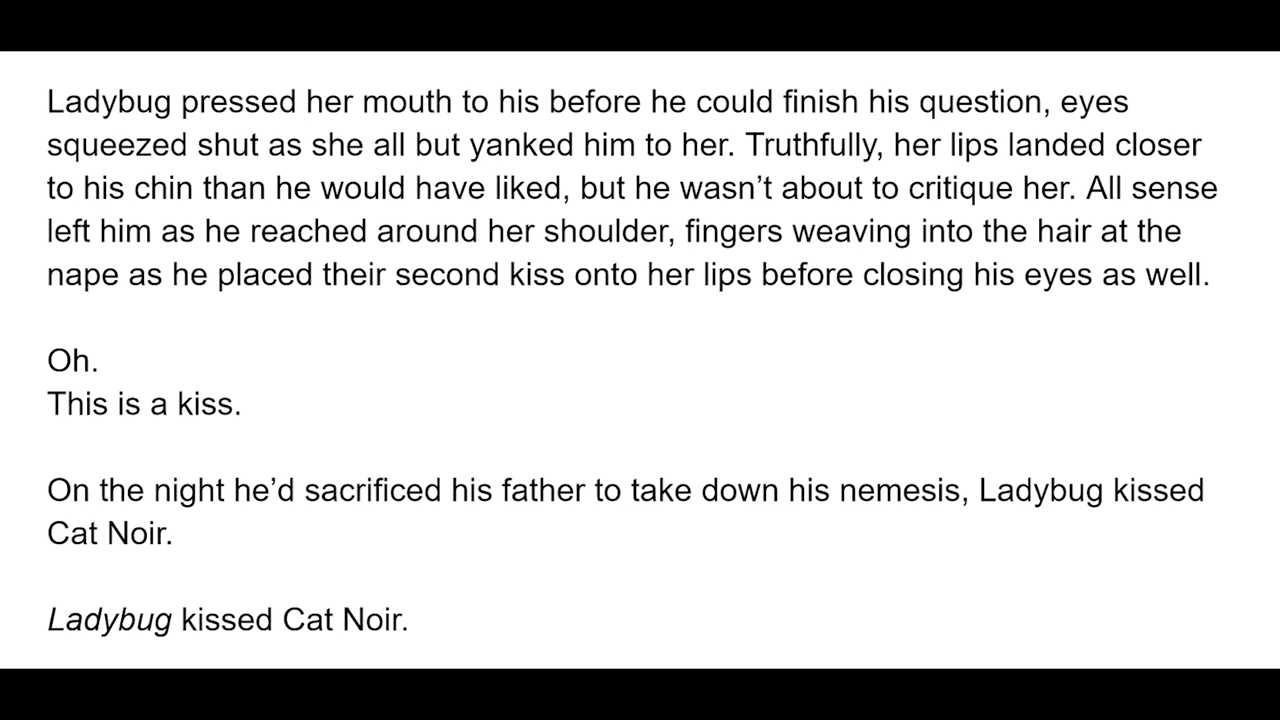 Ladybug pressed her mouth to his before he could finish his question, eyes
squeezed shut as she all but yanked him to her. Truthfully, her lips landed closer
to his chin than he would have liked, but he wasn’t about to critique her. All sense
left him as he reached around her shoulder, fingers weaving into the hair at the
nape as he placed their second kiss onto her lips before closing his eyes as well.
Oh.
This is a kiss.
On the night he’d sacrificed his father to take down his nemesis, Ladybug kissed
Cat Noir.
Ladybug kissed Cat Noir.